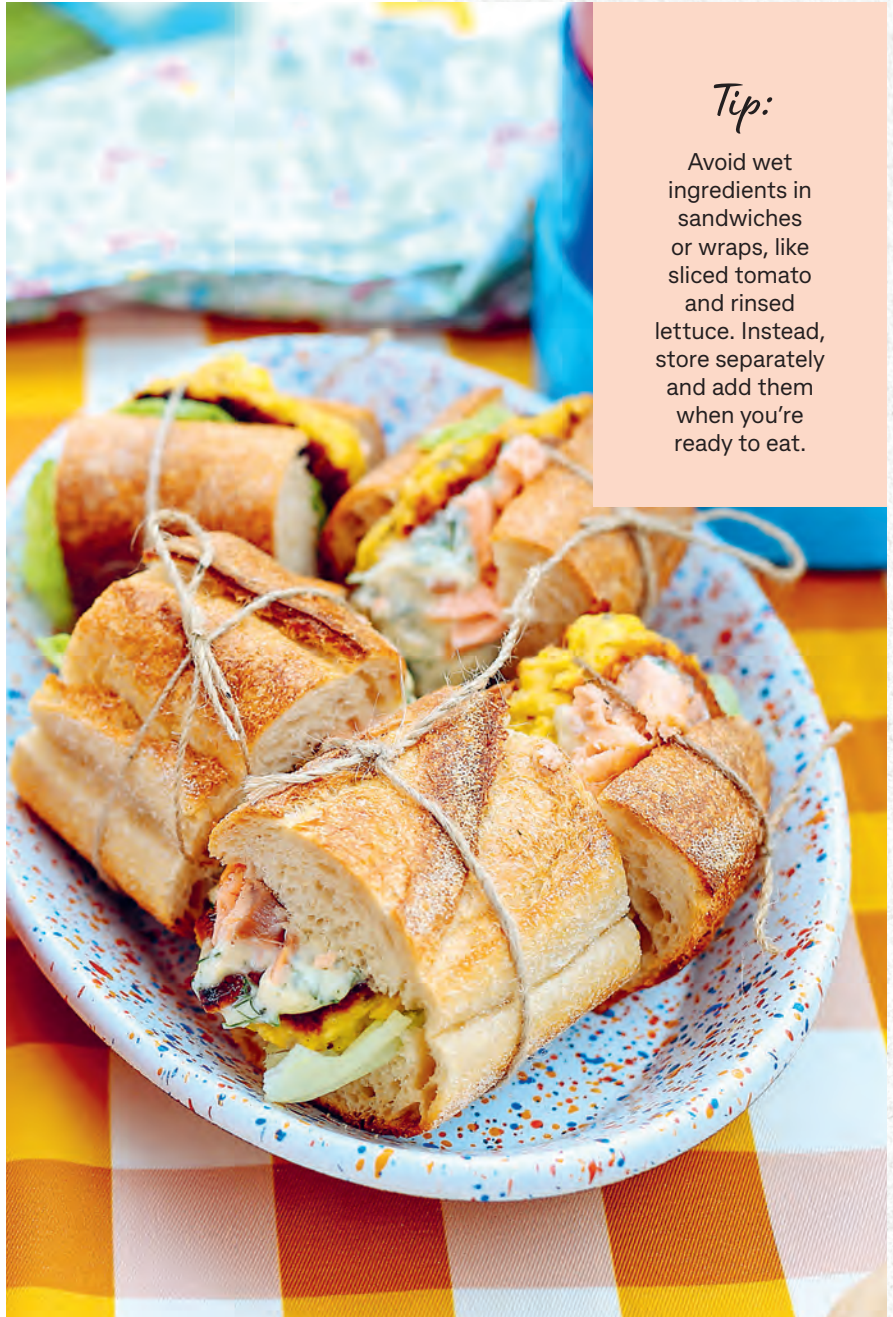 Tip:
Avoid wet
ingredients in
sandwiches
or wraps, like
sliced tomato
and rinsed
lettuce. Instead,
store separately
and add them
when you’re
ready to eat.